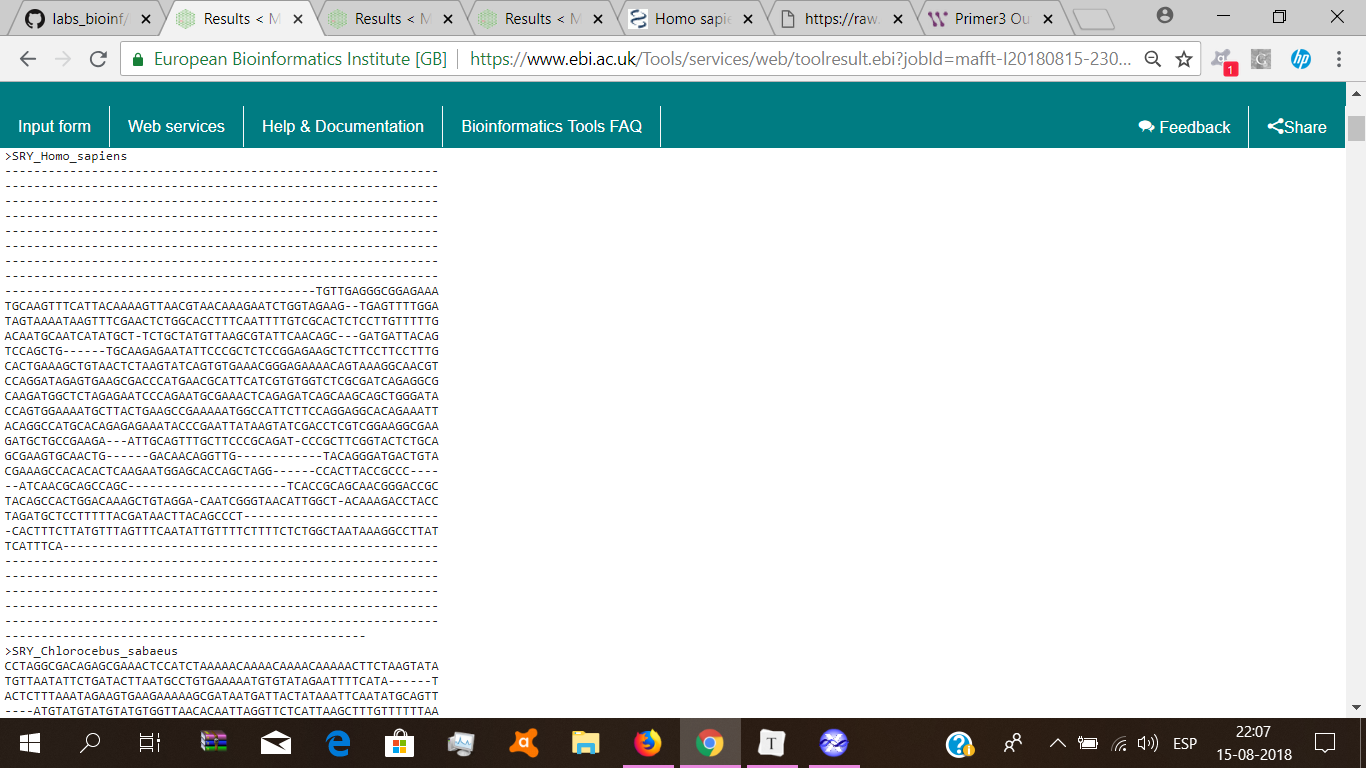 labs_bioinf/
Results < M
Results < M
Results < M
Homo sapie
https://raw.
Primer3 Ou
European Bioinformatics Institute [GB]
https://www.ebi.ac.uk/Tools/services/web/toolresult.ebi?jobId=mafft-I20180815-230...
1
Input form
Web services
Help & Documentation
Bioinformatics Tools FAQ
Feedback
Share
>SRY_Homo_sapiens
------------------------------------------------------------
------------------------------------------------------------
------------------------------------------------------------
------------------------------------------------------------
------------------------------------------------------------
------------------------------------------------------------
------------------------------------------------------------
------------------------------------------------------------
-------------------------------------------TGTTGAGGGCGGAGAAA
TGCAAGTTTCATTACAAAAGTTAACGTAACAAAGAATCTGGTAGAAG--TGAGTTTTGGA
TAGTAAAATAAGTTTCGAACTCTGGCACCTTTCAATTTTGTCGCACTCTCCTTGTTTTTG
ACAATGCAATCATATGCT-TCTGCTATGTTAAGCGTATTCAACAGC---GATGATTACAG
TCCAGCTG------TGCAAGAGAATATTCCCGCTCTCCGGAGAAGCTCTTCCTTCCTTTG
CACTGAAAGCTGTAACTCTAAGTATCAGTGTGAAACGGGAGAAAACAGTAAAGGCAACGT
CCAGGATAGAGTGAAGCGACCCATGAACGCATTCATCGTGTGGTCTCGCGATCAGAGGCG
CAAGATGGCTCTAGAGAATCCCAGAATGCGAAACTCAGAGATCAGCAAGCAGCTGGGATA
CCAGTGGAAAATGCTTACTGAAGCCGAAAAATGGCCATTCTTCCAGGAGGCACAGAAATT
ACAGGCCATGCACAGAGAGAAATACCCGAATTATAAGTATCGACCTCGTCGGAAGGCGAA
GATGCTGCCGAAGA---ATTGCAGTTTGCTTCCCGCAGAT-CCCGCTTCGGTACTCTGCA
GCGAAGTGCAACTG------GACAACAGGTTG------------TACAGGGATGACTGTA
CGAAAGCCACACACTCAAGAATGGAGCACCAGCTAGG------CCACTTACCGCCC----
--ATCAACGCAGCCAGC----------------------TCACCGCAGCAACGGGACCGC
TACAGCCACTGGACAAAGCTGTAGGA-CAATCGGGTAACATTGGCT-ACAAAGACCTACC
TAGATGCTCCTTTTTACGATAACTTACAGCCCT---------------------------
-CACTTTCTTATGTTTAGTTTCAATATTGTTTTCTTTTCTCTGGCTAATAAAGGCCTTAT
TCATTTCA----------------------------------------------------
------------------------------------------------------------
------------------------------------------------------------
------------------------------------------------------------
------------------------------------------------------------
------------------------------------------------------------
--------------------------------------------------
>SRY_Chlorocebus_sabaeus
CCTAGGCGACAGAGCGAAACTCCATCTAAAAACAAAACAAAACAAAAACTTCTAAGTATA
TGTTAATATTCTGATACTTAATGCCTGTGAAAAATGTGTATAGAATTTTCATA------T
ACTCTTTAAATAGAAGTGAAGAAAAAGCGATAATGATTACTATAAATTCAATATGCAGTT
----ATGTATGTATGTATGTGGTTAACACAATTAGGTTCTCATTAAGCTTTGTTTTTTAA
ESP
22:07
15-08-2018